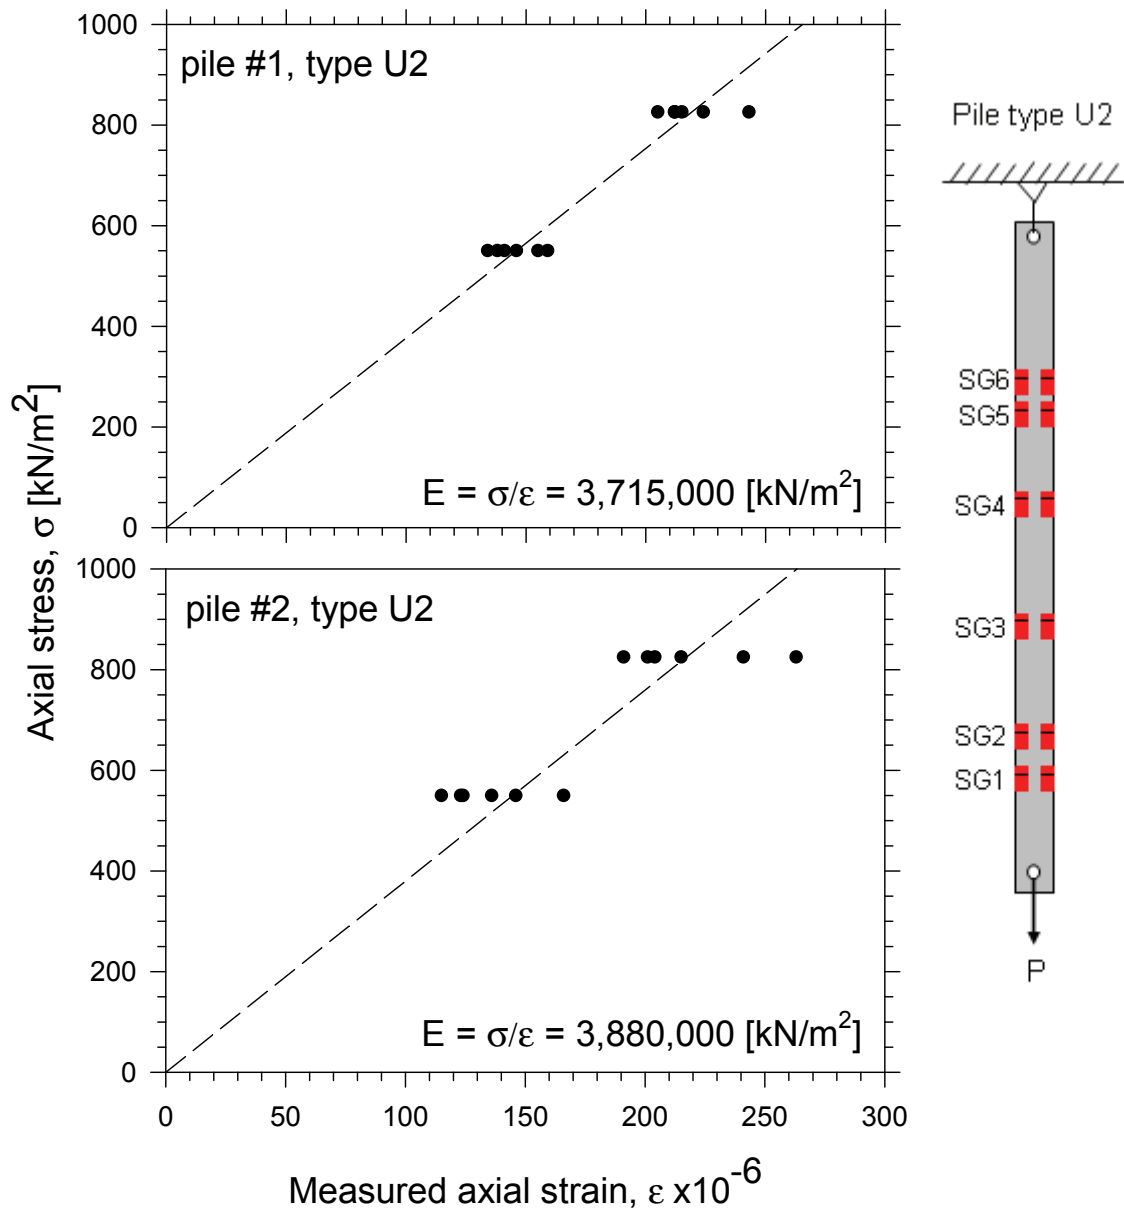 1000
800
600
400
200
0
pile #1, type U2
E = σ/ε = 3,715,000 [kN/m²]
1000
800
600
400
200
0
pile #2, type U2
E = σ/ε = 3,880,000 [kN/m²]
0 50 100 150 200 250 300
Axial stress, σ [kN/m²]
Measured axial strain, ε x10⁻⁶
Pile type U2
SG6
SG5
SG4
SG3
SG2
SG1
P